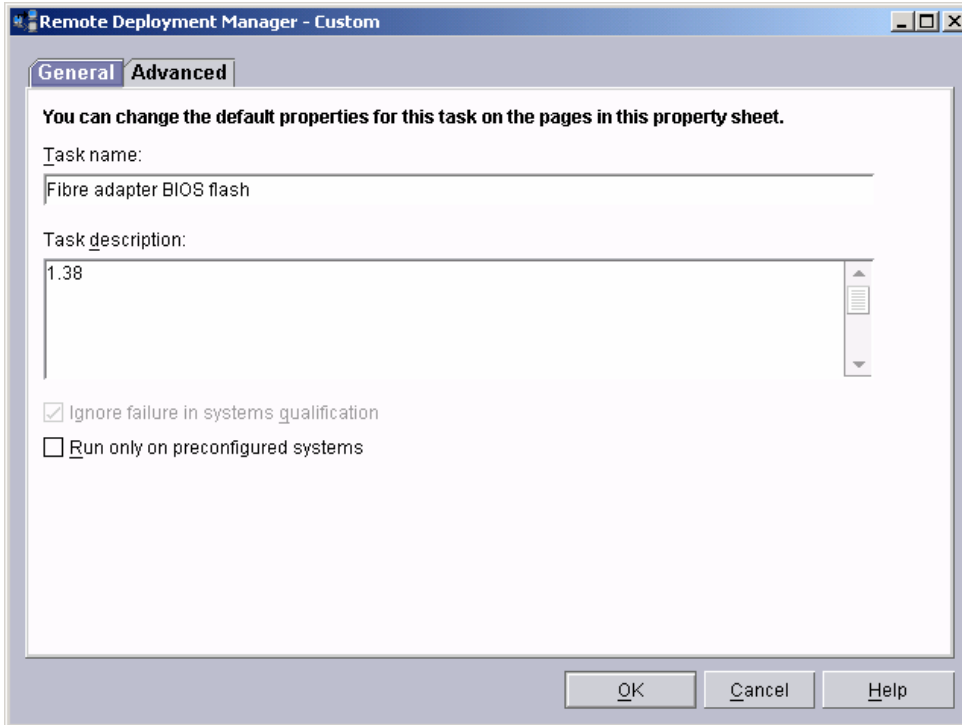 Remote Deployment Manager - Custom
General Advanced
You can change the default properties for this task on the pages in this property sheet.
Task name:
Fibre adapter BIOS flash
Task description:
1.38
Ignore failure in systems qualification
Run only on preconfigured systems
OK Cancel Help